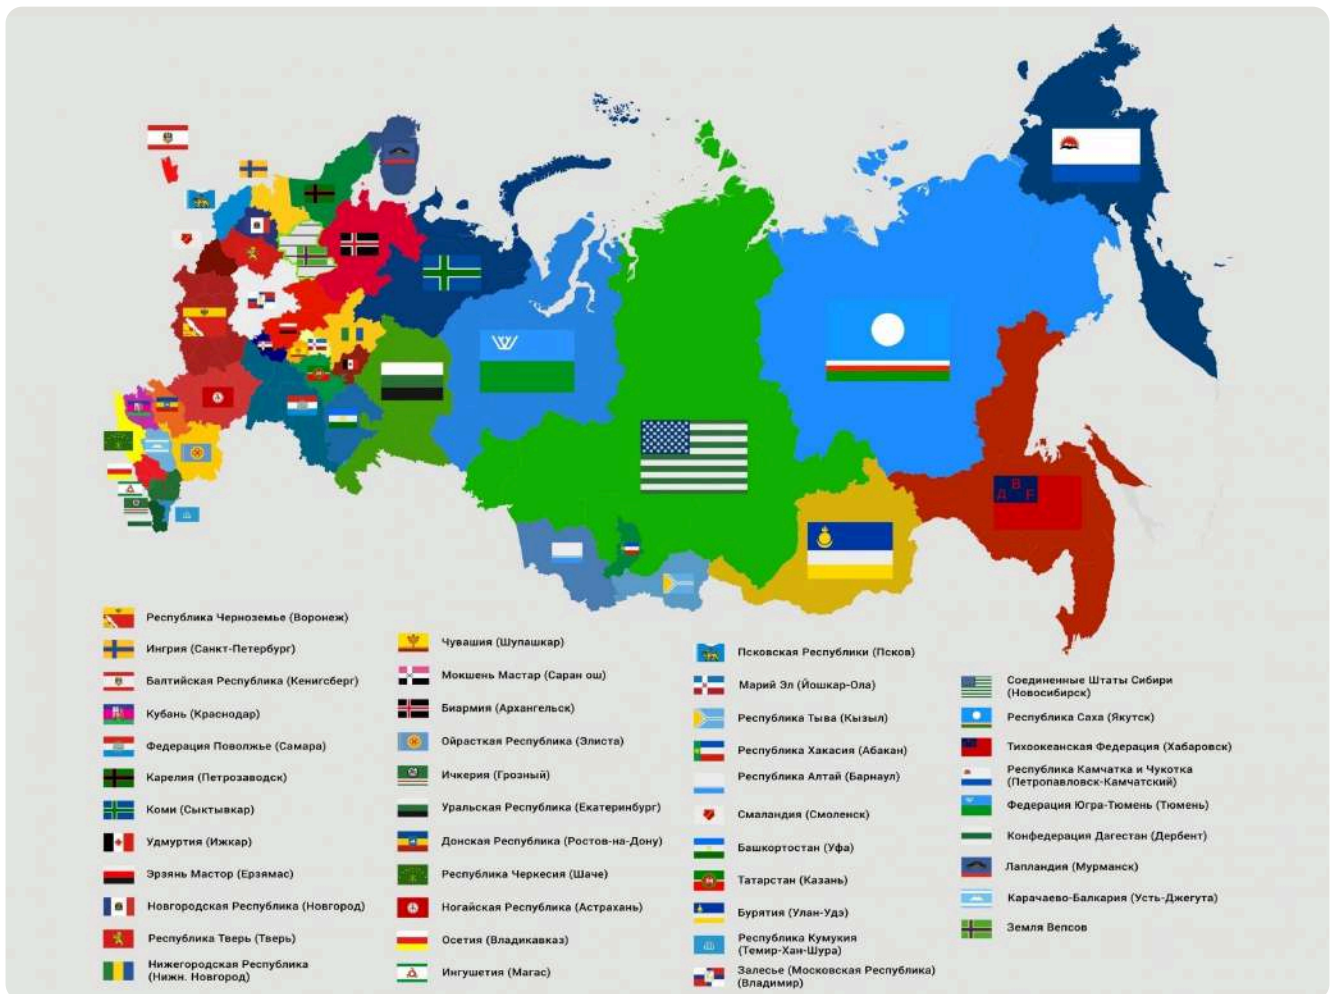 Д В F
Республика Черноземье (Воронеж)
Ингрия (Санкт-Петербург)
Балтийская Республика (Кенигсберг)
Кубань (Краснодар)
Федерация Поволжье (Самара)
Карелия (Петрозаводск)
Коми (Сыктывкар)
Удмуртия (Ижкар)
Эрзянь Мастор (Ерзямас)
Новгородская Республика (Новгород)
Республика Тверь (Тверь)
Нижегородская Республика
(Нижн. Новгород)
Чувашия (Шупашкар)
Мокшень Мастар (Саран ош)
Биармия (Архангельск)
Ойрасткая Республика (Элиста)
Ичкерия (Грозный)
Уральская Республика (Екатеринбург)
Донская Республика (Ростов-на-Дону)
Республика Черкесия (Шаче)
Ногайская Республика (Астрахань)
Осетия (Владикавказ)
Ингушетия (Магас)
Псковская Республики (Псков)
Марий Эл (Йошкар-Ола)
Республика Тыва (Кызыл)
Республика Хакасия (Абакан)
Республика Алтай (Барнаул)
Смаландия (Смоленск)
Башкортостан (Уфа)
Татарстан (Казань)
Бурятия (Улан-Удэ)
Республика Кумукия
(Темир-Хан-Шура)
Залесье (Московская Республика)
(Владимир)
Соединенные Штаты Сибири
(Новосибирск)
Республика Саха (Якутск)
Тихоокеанская Федерация (Хабаровск)
Республика Камчатка и Чукотка
(Петропавловск-Камчатский)
Федерация Югра-Тюмень (Тюмень)
Конфедерация Дагестан (Дербент)
Лапландия (Мурманск)
Карачаево-Балкария (Усть-Джегута)
Земля Вепсов